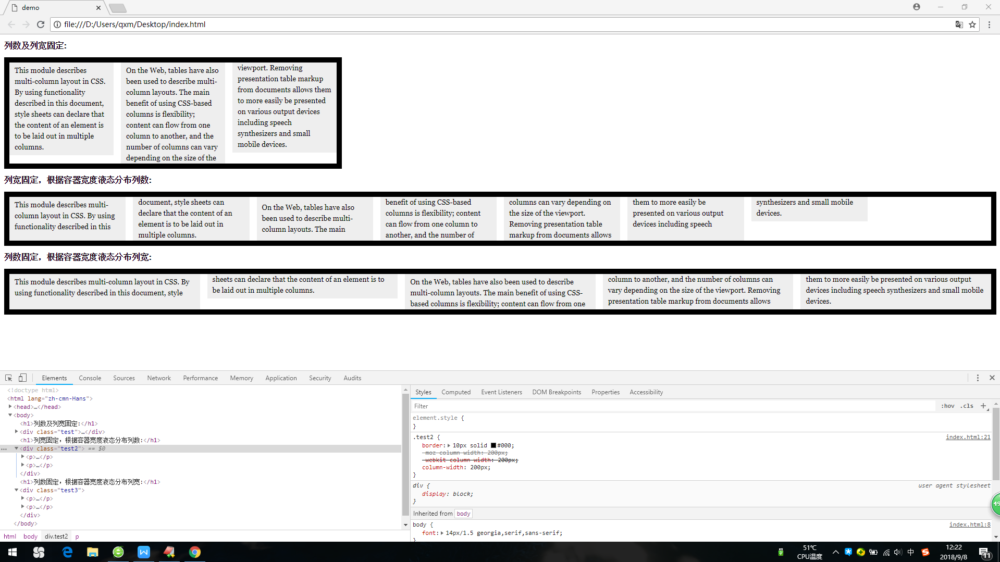 demo
file:///D:/Users/qxm/Desktop/index.html
列数及列宽固定:
This module describes
multi-column layout in CSS.
By using functionality
described in this document,
style sheets can declare that
the content of an element is
to be laid out in multiple
columns.
On the Web, tables have also
been used to describe multi-
column layouts. The main
benefit of using CSS-based
columns is flexibility;
content can flow from one
column to another, and the
number of columns can vary
depending on the size of the
viewport. Removing
presentation table markup
from documents allows them
to more easily be presented
on various output devices
including speech
synthesizers and small
mobile devices.
列宽固定，根据容器宽度液态分布列数:
This module describes multi-
column layout in CSS. By using
functionality described in this
document, style sheets can
declare that the content of an
element is to be laid out in
multiple columns.
On the Web, tables have also
been used to describe multi-
column layouts. The main
benefit of using CSS-based
columns is flexibility; content
can flow from one column to
another, and the number of
columns can vary depending on
the size of the viewport.
Removing presentation table
markup from documents allows
them to more easily be
presented on various output
devices including speech
synthesizers and small mobile
devices.
列数固定，根据容器宽度液态分布列宽:
This module describes multi-column layout in CSS. By
using functionality described in this document, style
sheets can declare that the content of an element is to
be laid out in multiple columns.
On the Web, tables have also been used to describe
multi-column layouts. The main benefit of using CSS-
based columns is flexibility; content can flow from one
column to another, and the number of columns can
vary depending on the size of the viewport. Removing
presentation table markup from documents allows
them to more easily be presented on various output
devices including speech synthesizers and small mobile
devices.
Elements Console Sources Network Performance Memory Application Security Audits
<!doctype html>
<html lang="zh-cmn-Hans">
<head>…</head>
<body>
<h1>列数及列宽固定:</h1>
<div class="test">…</div>
<h1>列宽固定，根据容器宽度液态分布列数:</h1>
<div class="test2"> == $0
<p>…</p>
<p>…</p>
</div>
<h1>列数固定，根据容器宽度液态分布列宽:</h1>
<div class="test3">
<p>…</p>
<p>…</p>
</div>
</body>
html body div.test2 p
Styles Computed Event Listeners DOM Breakpoints Properties Accessibility
Filter :hov .cls +
element.style {
}
.test2 { index.html:21
border: 10px solid #000;
-moz-column-width: 200px;
-webkit-column-width: 200px;
column-width: 200px;
}
div { user agent stylesheet
display: block;
}
Inherited from body
body { index.html:8
font: 14px/1.5 georgia,serif,sans-serif;
}
49
51℃
CPU温度
中
12:22
2018/9/8
11